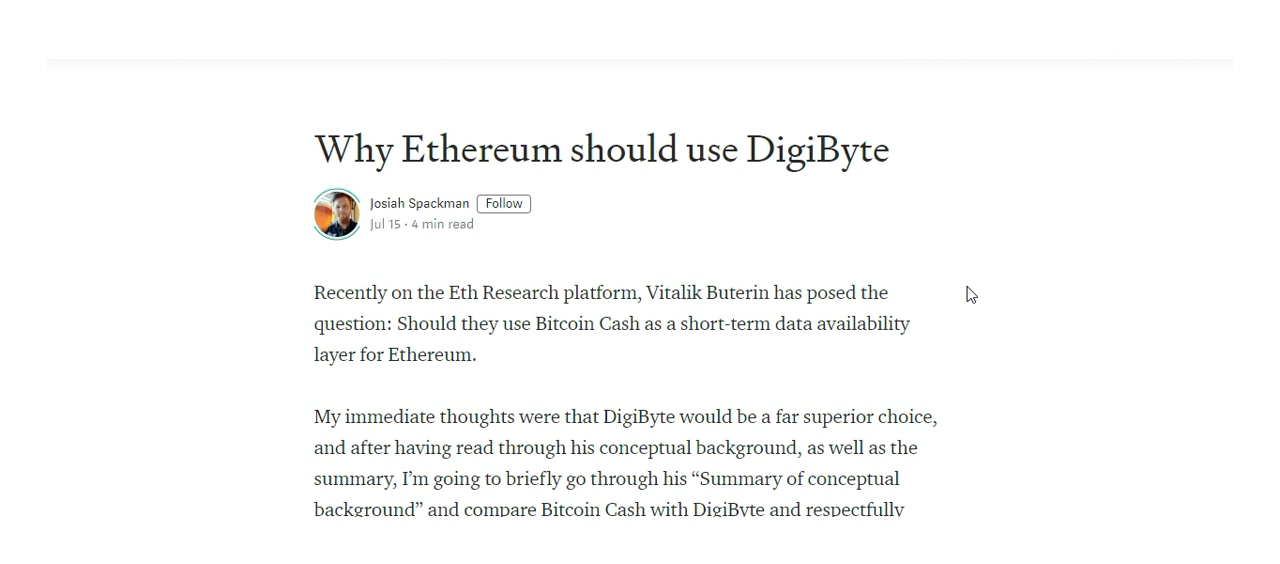 Why Ethereum should use DigiByte
Josiah Spackman Follow
Jul 15 · 4 min read
Recently on the Eth Research platform, Vitalik Buterin has posed the
question: Should they use Bitcoin Cash as a short-term data availability
layer for Ethereum.
My immediate thoughts were that DigiByte would be a far superior choice,
and after having read through his conceptual background, as well as the
summary, I’m going to briefly go through his “Summary of conceptual
background” and compare Bitcoin Cash with DigiByte and respectfully